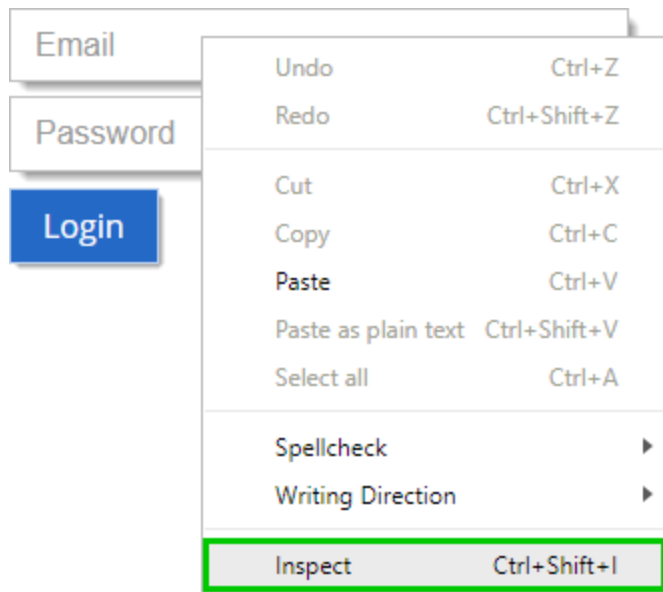 Email
Password
Login
Undo Ctrl+Z
Redo Ctrl+Shift+Z
Cut Ctrl+X
Copy Ctrl+C
Paste Ctrl+V
Paste as plain text Ctrl+Shift+V
Select all Ctrl+A
Spellcheck
Writing Direction
Inspect Ctrl+Shift+I